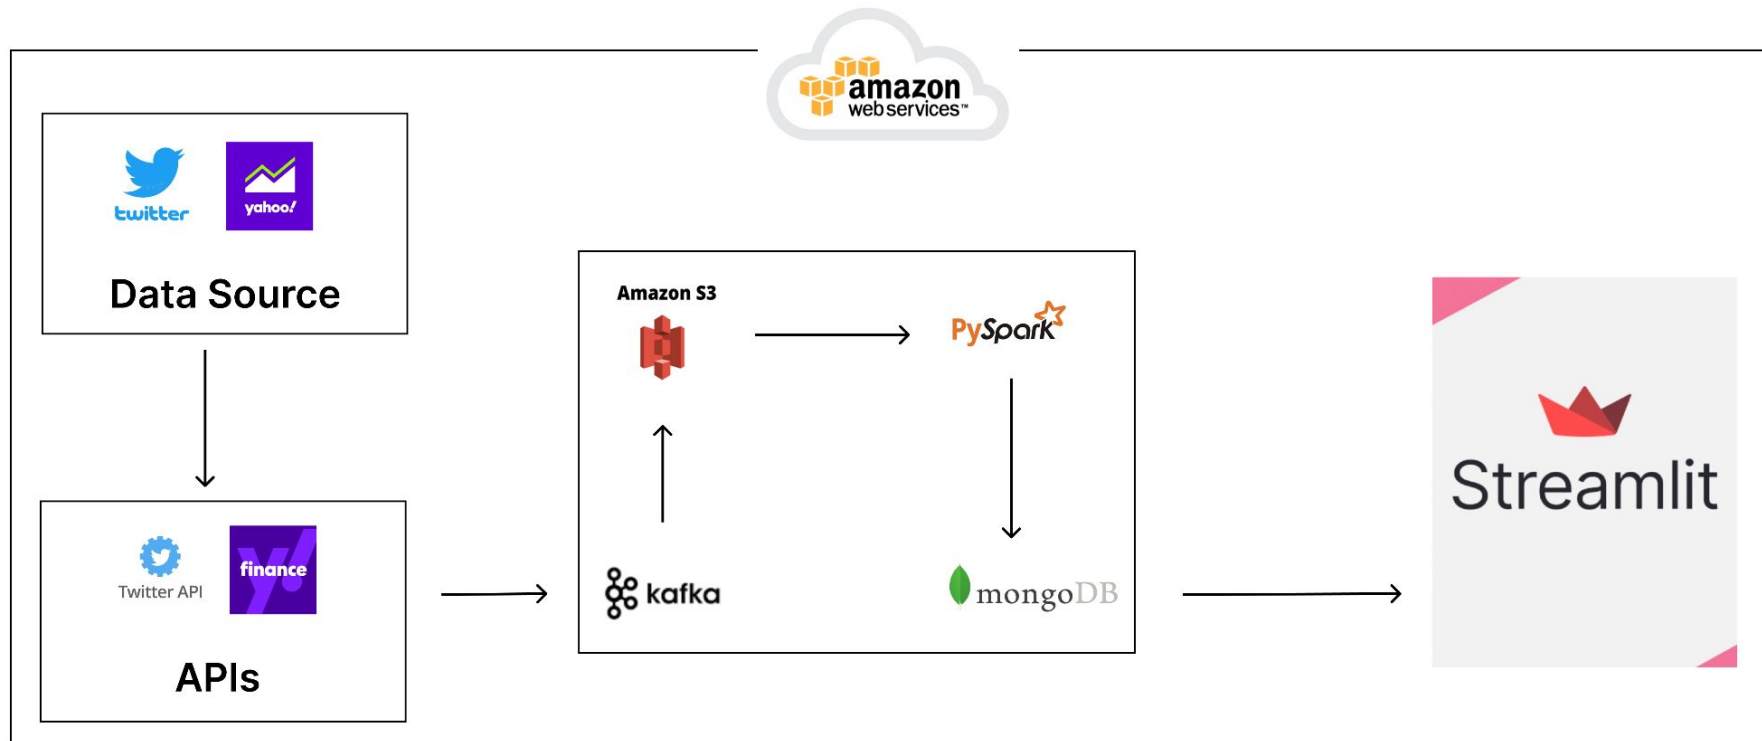 amazon
webservices™
twitter
yahoo!
Data Source
Amazon S3
PySpark
Streamlit
Twitter API
y!
finance
kafka
mongoDB
APIs